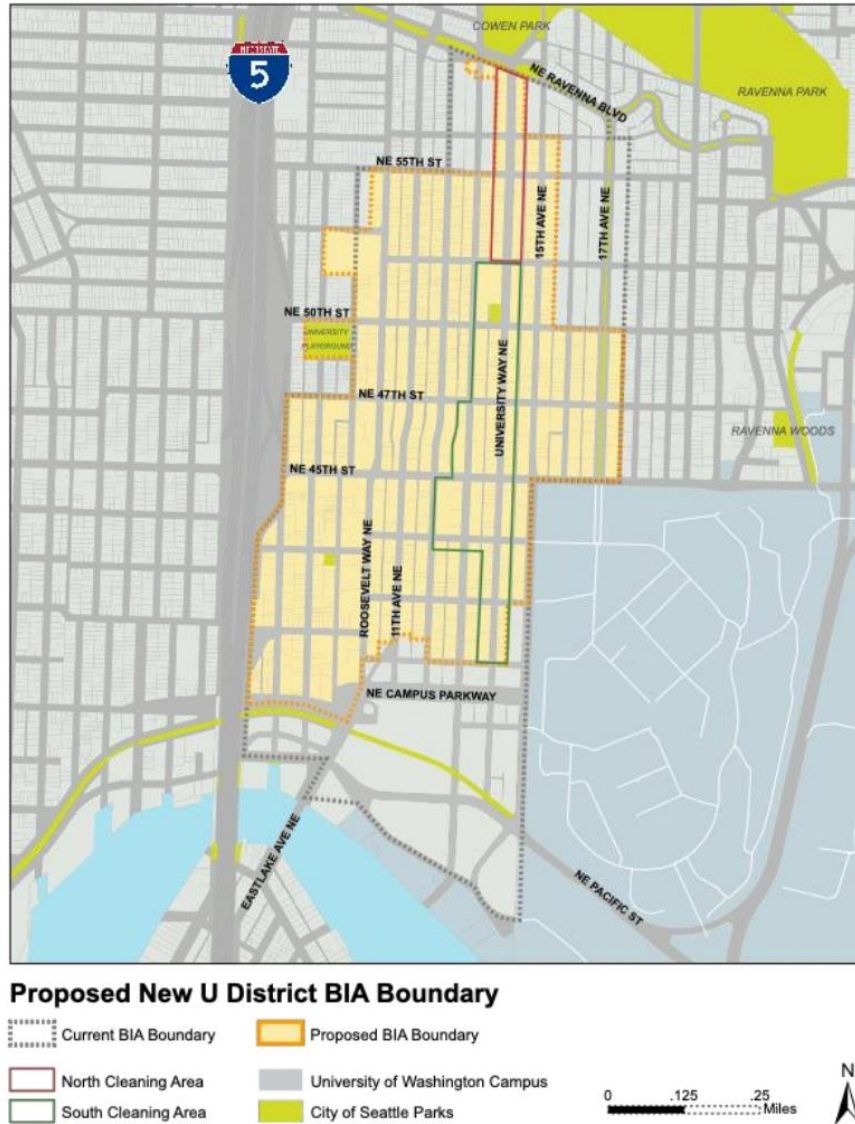 COWEN PARK
INTERSTATE
5
NE RAVENNA BLVD
RAVENNA PARK
NE 55TH ST
15TH AVE NE
17TH AVE NE
NE 50TH ST
UNIVERSITY
PLAYGROUND
UNIVERSITY WAY NE
NE 47TH ST
RAVENNA WOODS
NE 45TH ST
ROOSEVELT WAY NE
11TH AVE NE
NE CAMPUS PARKWAY
EASTLAKE AVE NE
NE PACIFIC ST
Proposed New U District BIA Boundary
Current BIA Boundary
Proposed BIA Boundary
North Cleaning Area
University of Washington Campus
South Cleaning Area
City of Seattle Parks
0 .125 .25
Miles
N